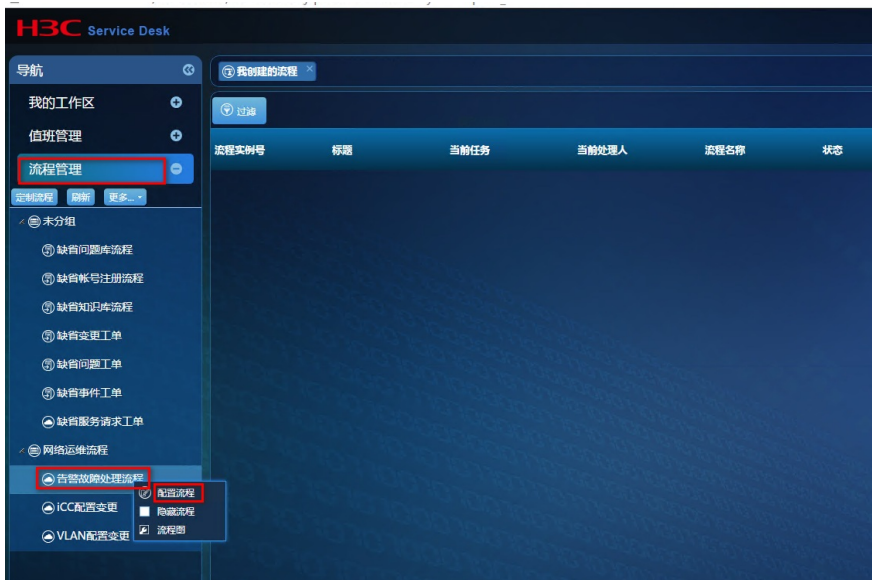 H3C Service Desk
导航
我创建的流程
我的工作区
过滤
值班管理
流程实例号 标题 当前任务 当前处理人 流程名称 状态
流程管理
定制流程 刷新 更多...
未分组
缺省问题库流程
缺省帐号注册流程
缺省知识库流程
缺省变更工单
缺省问题工单
缺省事件工单
缺省服务请求工单
网络运维流程
告警故障处理流程
配置流程
iCC配置变更
隐藏流程
流程图
VLAN配置变更